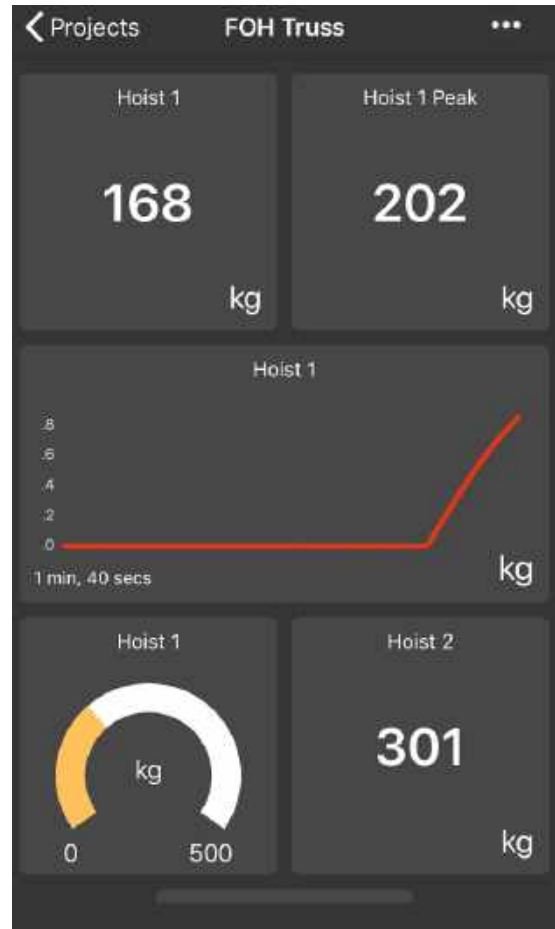 Projects FOH Truss •••
Hoist 1
168
kg
Hoist 1 Peak
202
kg
Hoist 1
.8
.6
.4
.2
.0
1 min, 40 secs
kg
Hoist 1
kg
0 500
Hoist 2
301
kg